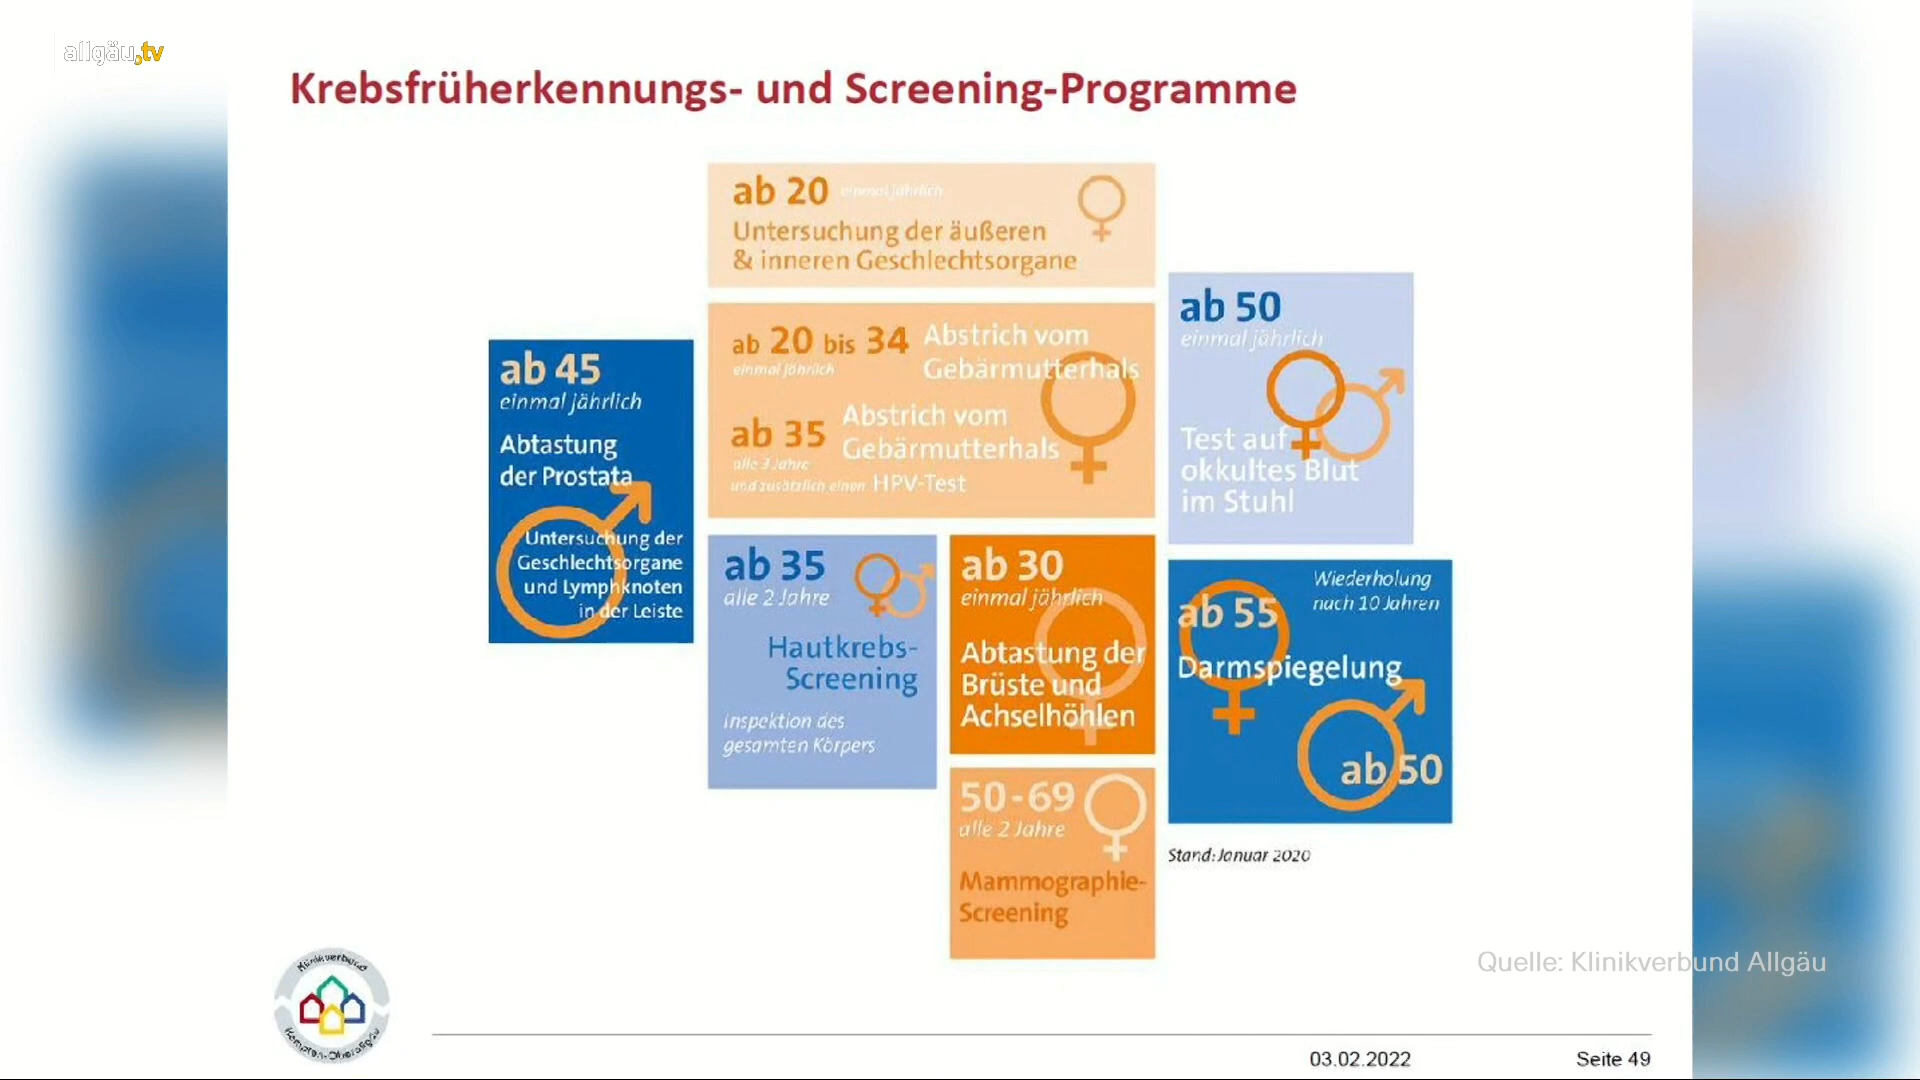 allgäu.tv
Krebsfrüherkennungs- und Screening-Programme
ab 20 einmal jährlich
Untersuchung der äußeren
& inneren Geschlechtsorgane
ab 20 bis 34 Abstrich vom
einmal jährlich Gebärmutterhals
ab 35 Abstrich vom
Gebärmutterhals
alle 3 Jahre
und zusätzlich einen HPV-Test
ab 45
einmal jährlich
Abtastung
der Prostata
Untersuchung der
Geschlechtsorgane
und Lymphknoten
in der Leiste
ab 35
alle 2 Jahre
Hautkrebs-
Screening
Inspektion des
gesamten Körpers
ab 30
einmal jährlich
Abtastung der
Brüste und
Achselhöhlen
50-69
alle 2 Jahre
Mammographie-
Screening
ab 50
einmal jährlich
Test auf
okkultes Blut
im Stuhl
Wiederholung
nach 10 Jahren
ab 55
Darmspiegelung
ab 50
Stand: Januar 2020
Quelle: Klinikverbund Allgäu
Klinikverbund
Kempten-Oberallgäu
03.02.2022 Seite 49